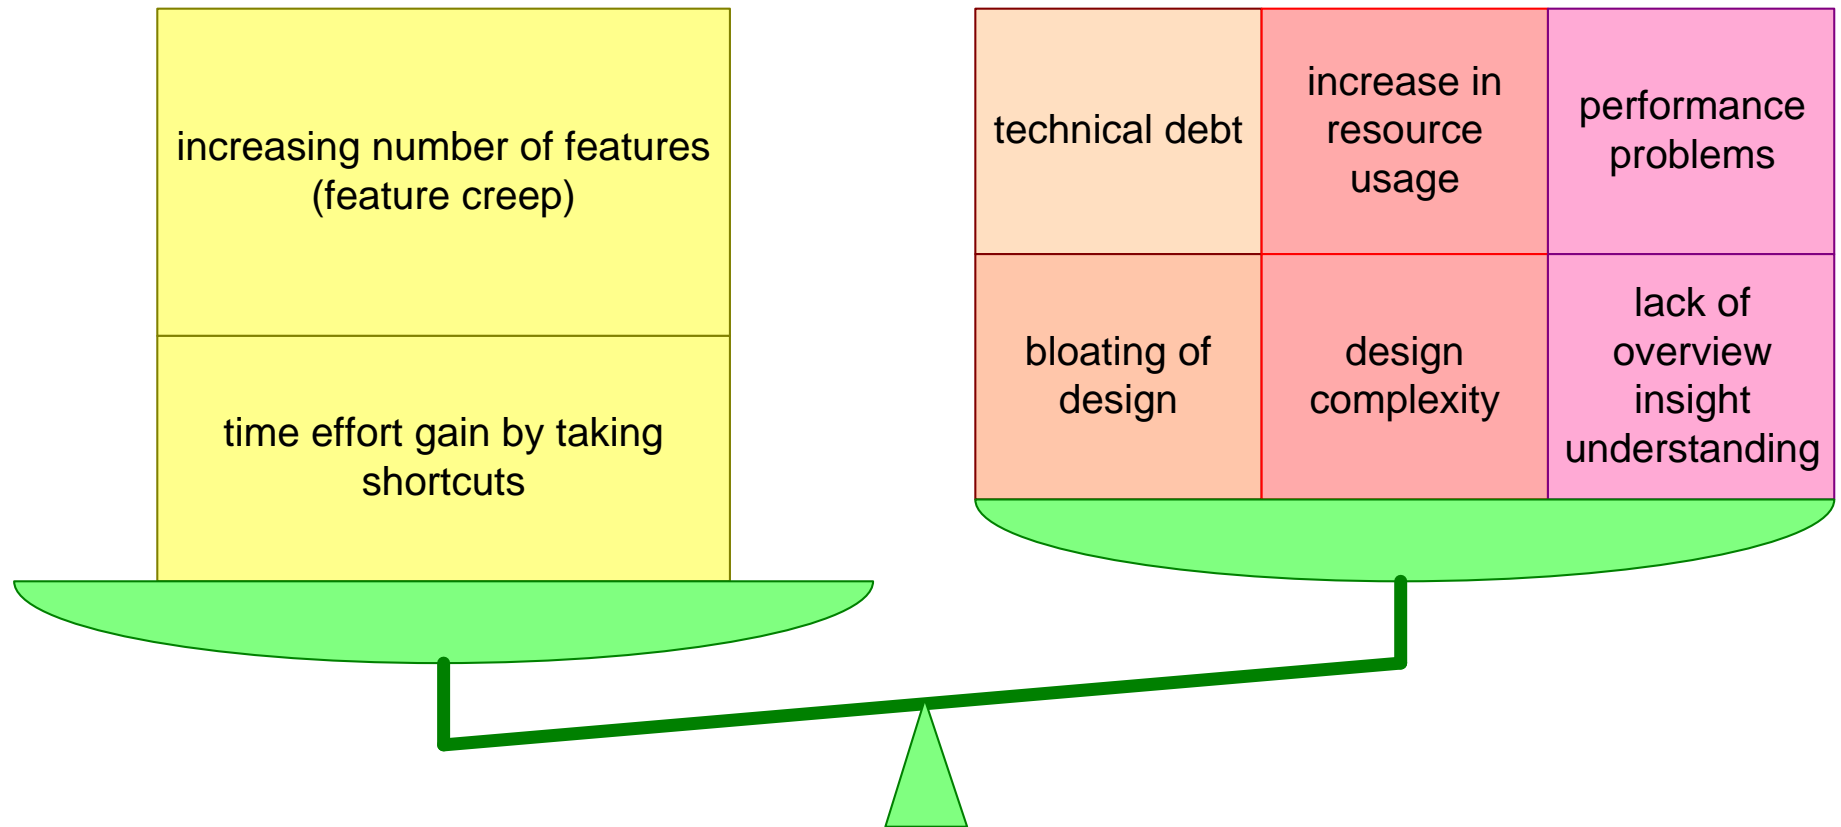 increasing number of features
(feature creep)
time effort gain by taking
shortcuts
technical debt
increase in
resource
usage
performance
problems
bloating of
design
design
complexity
lack of
overview
insight
understanding